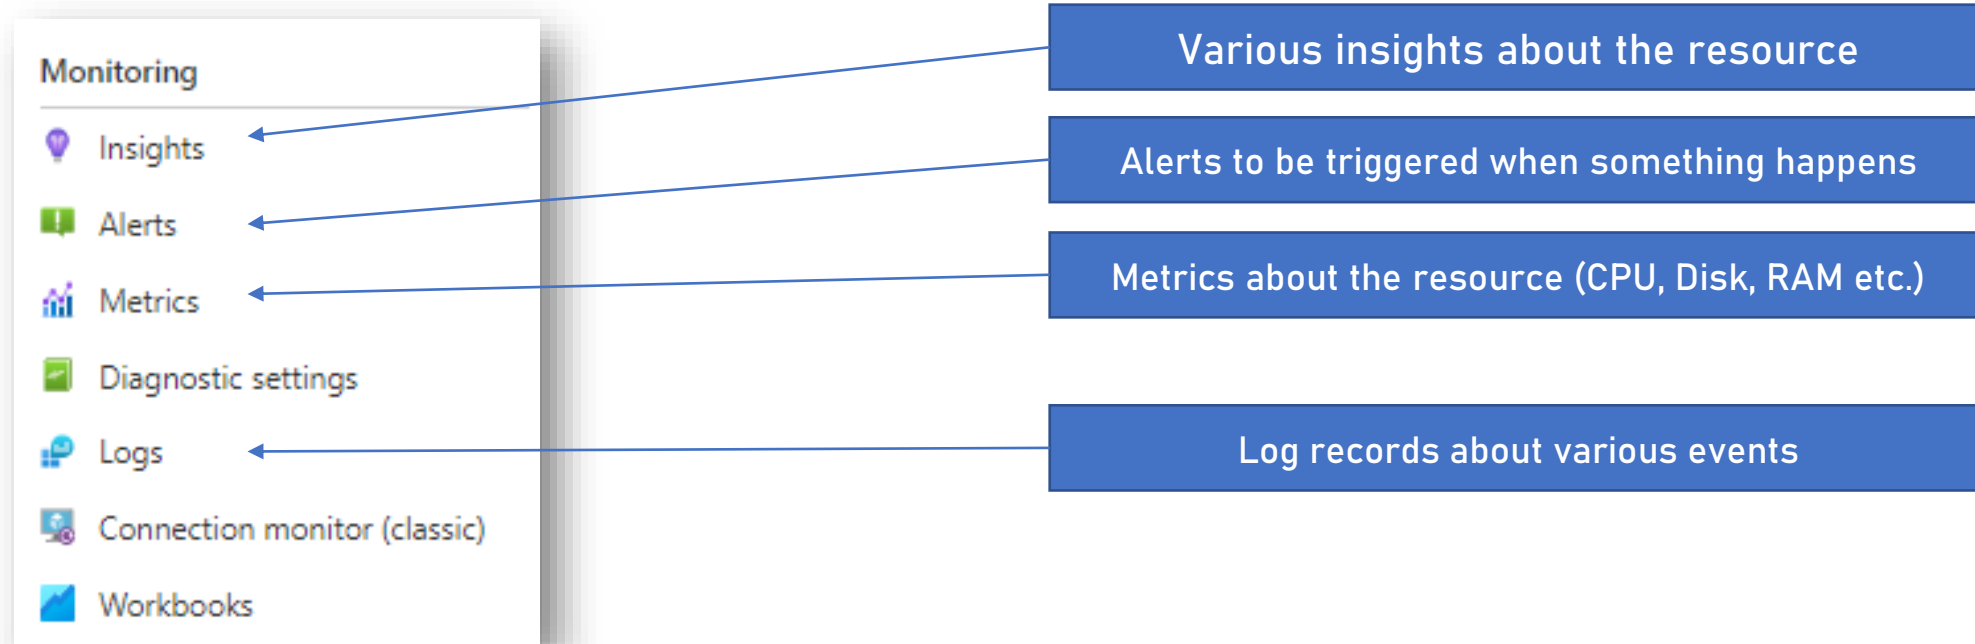 Monitoring
Insights
Alerts
Metrics
Diagnostic settings
Logs
Connection monitor (classic)
Workbooks
Various insights about the resource
Alerts to be triggered when something happens
Metrics about the resource (CPU, Disk, RAM etc.)
Log records about various events